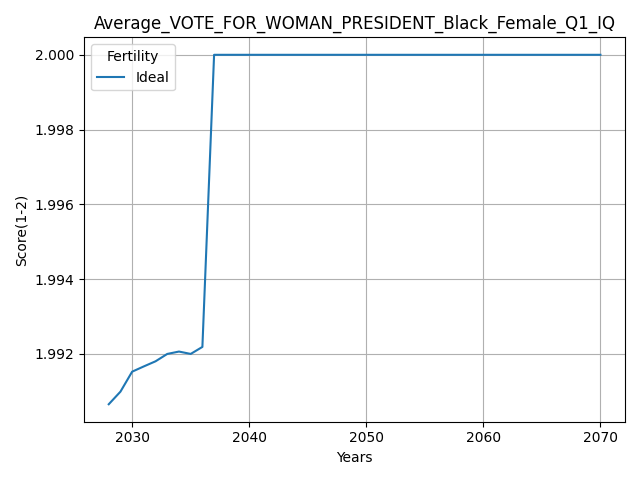 Average_VOTE_FOR_WOMAN_PRESIDENT_Black_Female_Q1_IQ
Fertility
Ideal
2.000
1.998
1.996
1.994
1.992
Score(1-2)
2030 2040 2050 2060 2070
Years